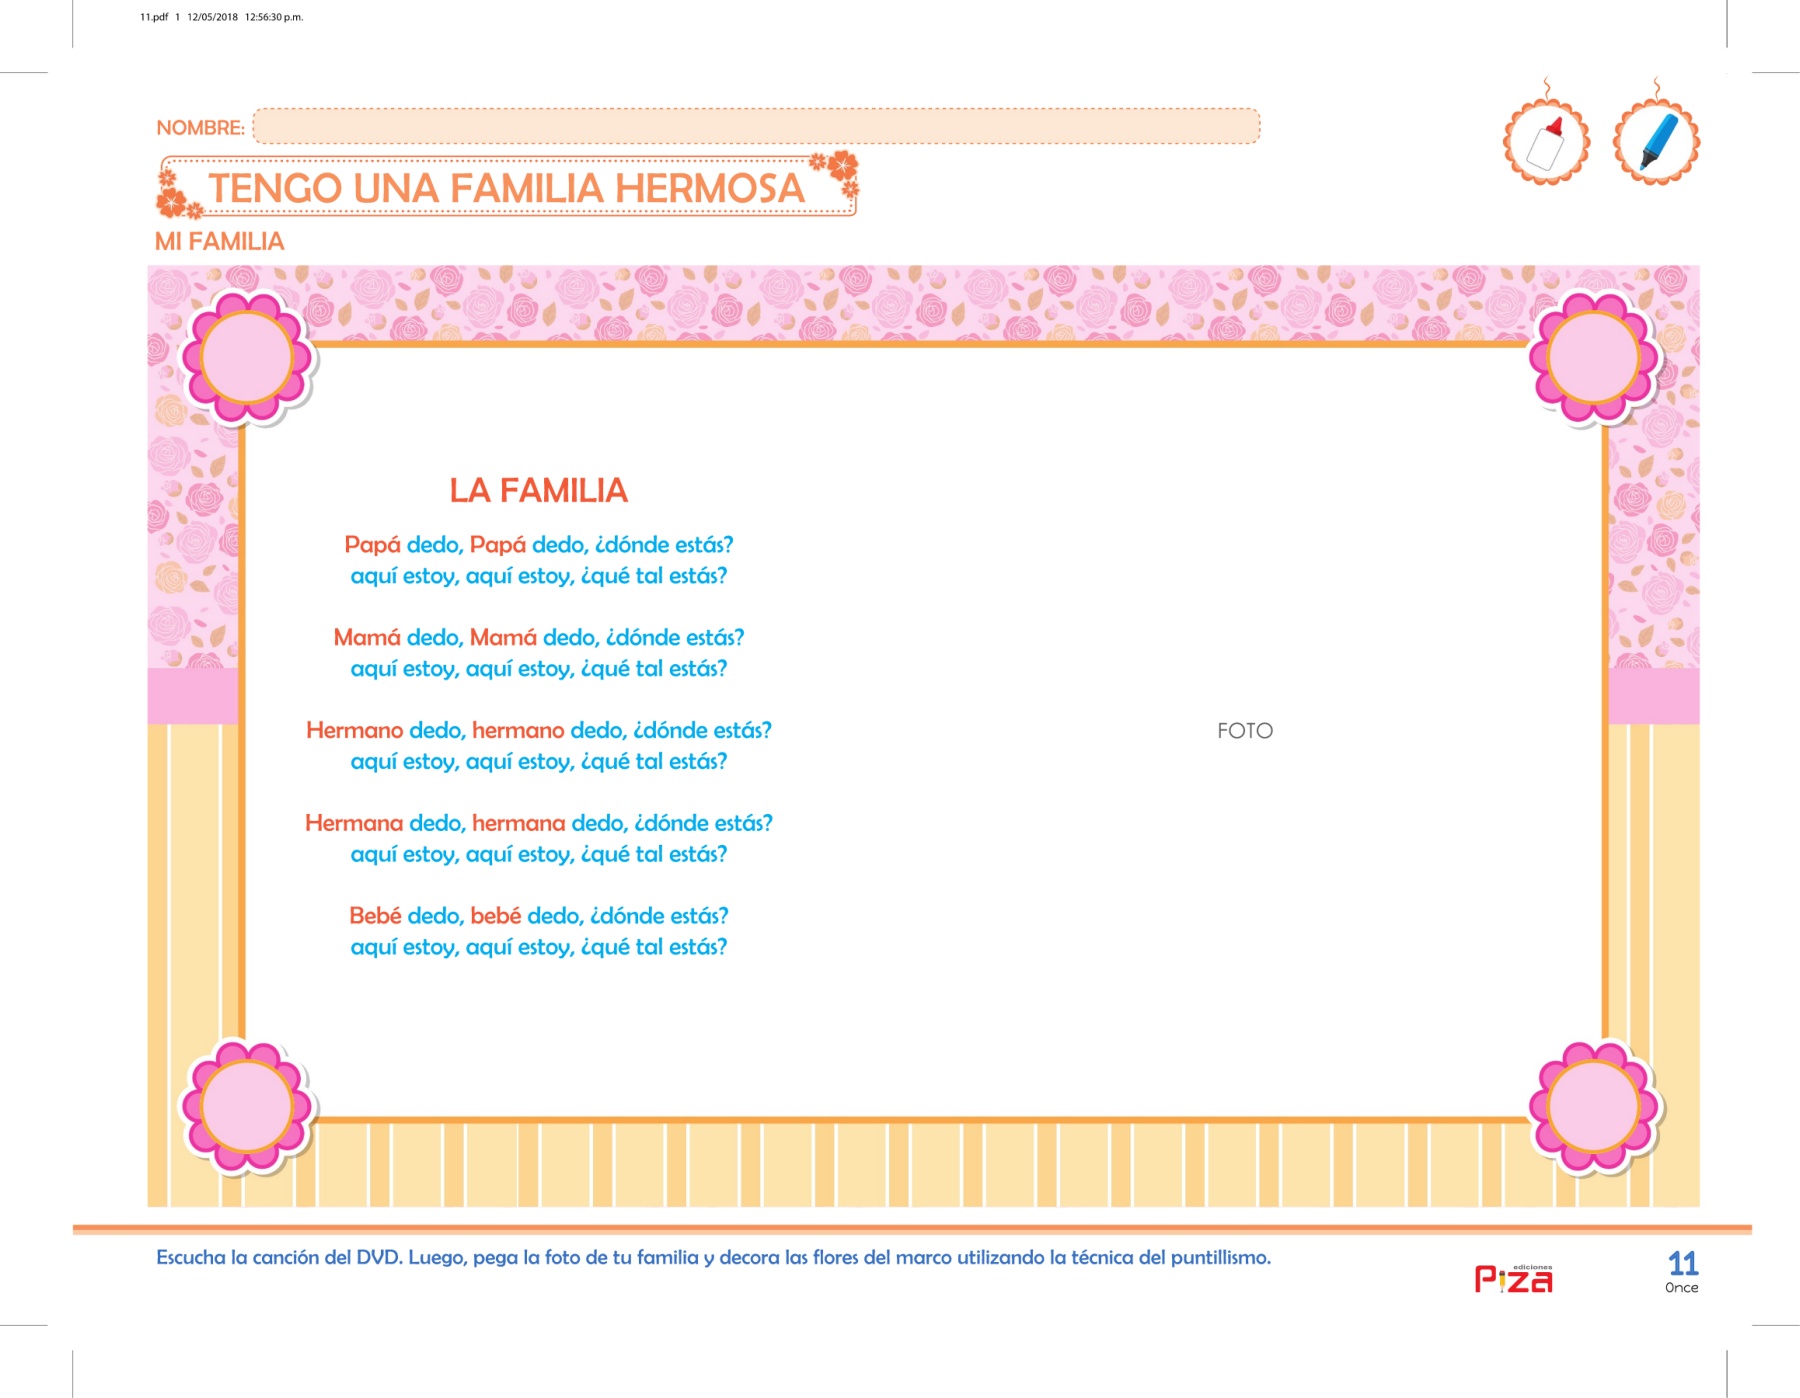 11.pdf 1 12/05/2018 12:56:30 p.m.
NOMBRE:
TENGO UNA FAMILIA HERMOSA
MI FAMILIA
LA FAMILIA
Papá dedo, Papá dedo, ¿dónde estás?
aquí estoy, aquí estoy, ¿qué tal estás?
Mamá dedo, Mamá dedo, ¿dónde estás?
aquí estoy, aquí estoy, ¿qué tal estás?
Hermano dedo, hermano dedo, ¿dónde estás?
aquí estoy, aquí estoy, ¿qué tal estás?
Hermana dedo, hermana dedo, ¿dónde estás?
aquí estoy, aquí estoy, ¿qué tal estás?
Bebé dedo, bebé dedo, ¿dónde estás?
aquí estoy, aquí estoy, ¿qué tal estás?
FOTO
Escucha la canción del DVD. Luego, pega la foto de tu familia y decora las flores del marco utilizando la técnica del puntillismo.
ediciones
Piza
11
Once